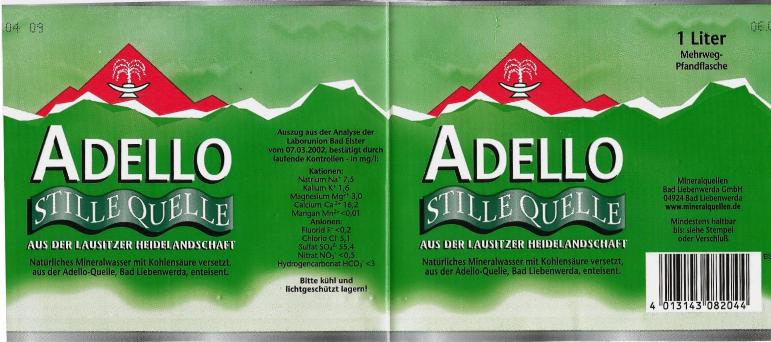 .04 09
ADELLO
STILLE QUELLE
AUS DER LAUSITZER HEIDELANDSCHAFT
Natürliches Mineralwasser mit Kohlensäure versetzt,
aus der Adello-Quelle, Bad Liebenwerda, enteisent.
Auszug aus der Analyse der
Laborunion Bad Elster
vom 07.03.2002, bestätigt durch
laufende Kontrollen - in mg/l:
Kationen:
Natrium Na⁺ 7,5
Kalium K⁺ 1,6
Magnesium Mg²⁺ 3,0
Calcium Ca²⁺ 16,2
Mangan Mn²⁺ <0,01
Anionen:
Fluorid F⁻ <0,2
Chlorid Cl⁻ 5,1
Sulfat SO₄²⁻ 55,4
Nitrat NO₃⁻ <0,5
Hydrogencarbonat HCO₃⁻ <3
Bitte kühl und
lichtgeschützt lagern!
ADELLO
STILLE QUELLE
AUS DER LAUSITZER HEIDELANDSCHAFT
Natürliches Mineralwasser mit Kohlensäure versetzt,
aus der Adello-Quelle, Bad Liebenwerda, enteisent.
1 Liter
Mehrweg-
Pfandflasche
Mineralquellen
Bad Liebenwerda GmbH
04924 Bad Liebenwerda
www.mineralquellen.de
Mindestens haltbar
bis: siehe Stempel
oder Verschluß.
4 013143 082044